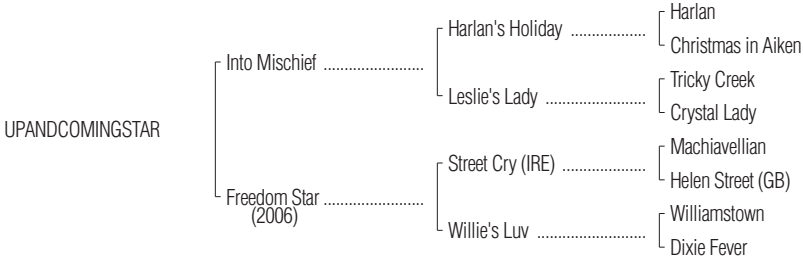 Harlan
Harlan's Holiday ....................
Christmas in Aiken
Into Mischief ...........................
Tricky Creek
Leslie's Lady ...........................
Crystal Lady
UPANDCOMINGSTAR
Machiavellian
Street Cry (IRE) ......................
Helen Street (GB)
Freedom Star ...........................
(2006)
Williamstown
Willie's Luv .............................
Dixie Fever